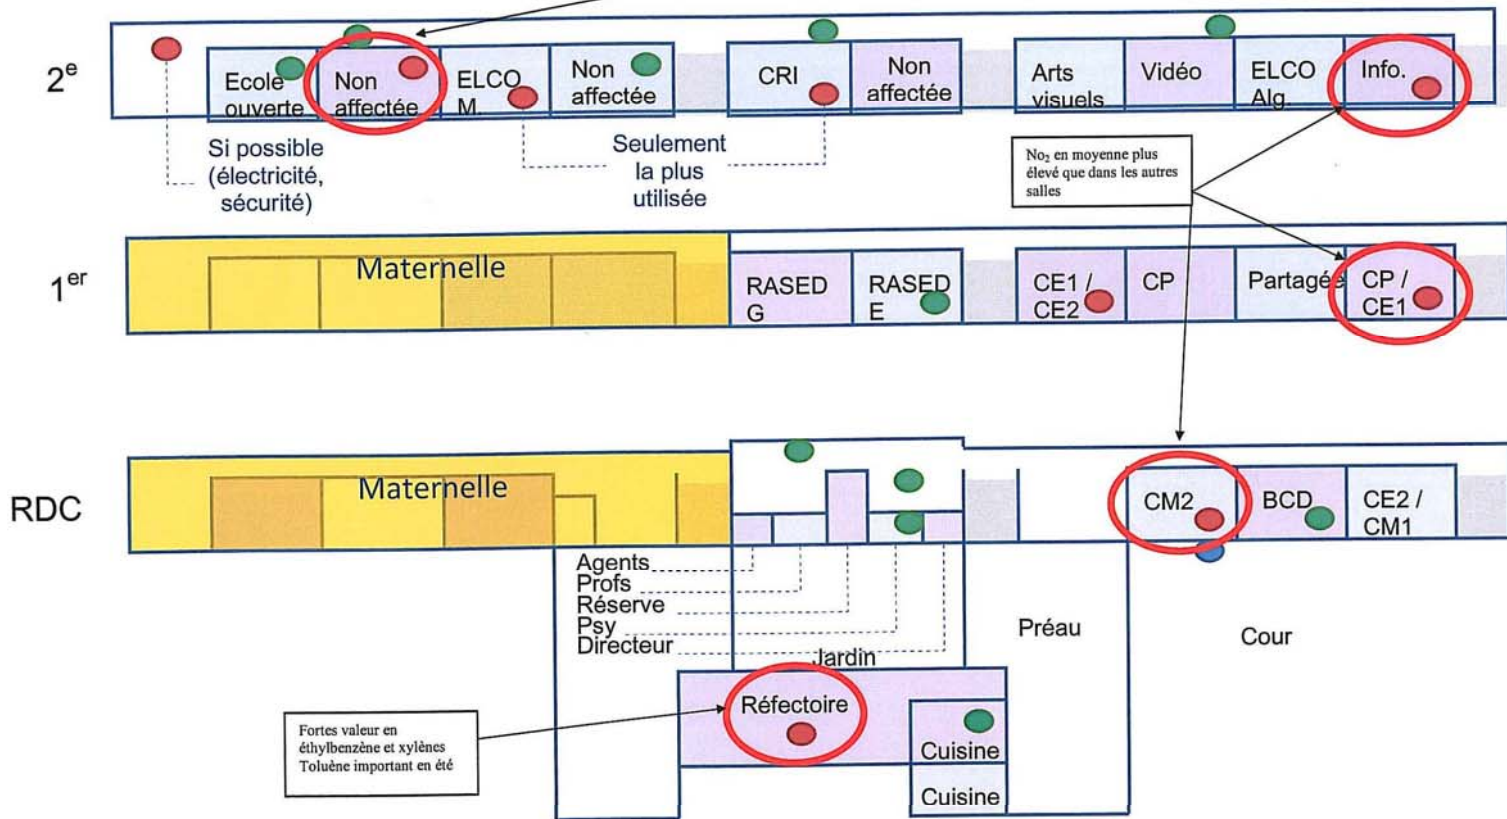 2e
Ecole
ouverte
Non
affectée
ELCO
M.
Non
affectée
CRI
Non
affectée
Arts
visuels
Vidéo
ELCO
Alg.
Info.
Si possible
(électricité,
sécurité)
Seulement
la plus
utilisée
No2 en moyenne plus
élevé que dans les autres
salles
1er
Maternelle
RASED
G
RASED
E
CE1 /
CE2
CP
Partagée
CP /
CE1
RDC
Maternelle
CM2
BCD
CE2 /
CM1
Agents
Profs
Réserve
Psy
Directeur
Jardin
Préau
Cour
Réfectoire
Cuisine
Cuisine
Fortes valeur en
éthylbenzène et xylènes
Toluène important en été